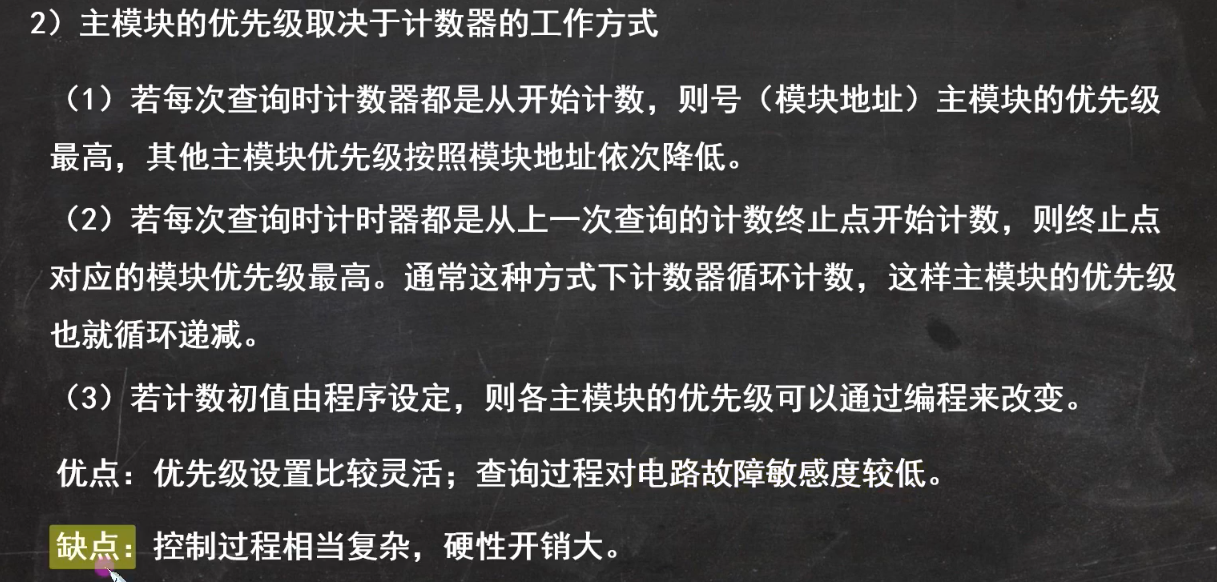 2）主模块的优先级取决于计数器的工作方式
（1）若每次查询时计数器都是从开始计数，则号（模块地址）主模块的优先级
最高，其他主模块优先级按照模块地址依次降低。
（2）若每次查询时计时器都是从上一次查询的计数终止点开始计数，则终止点
对应的模块优先级最高。通常这种方式下计数器循环计数，这样主模块的优先级
也就循环递减。
（3）若计数初值由程序设定，则各主模块的优先级可以通过编程来改变。
优点：优先级设置比较灵活；查询过程对电路故障敏感度较低。
缺点：控制过程相当复杂，硬性开销大。